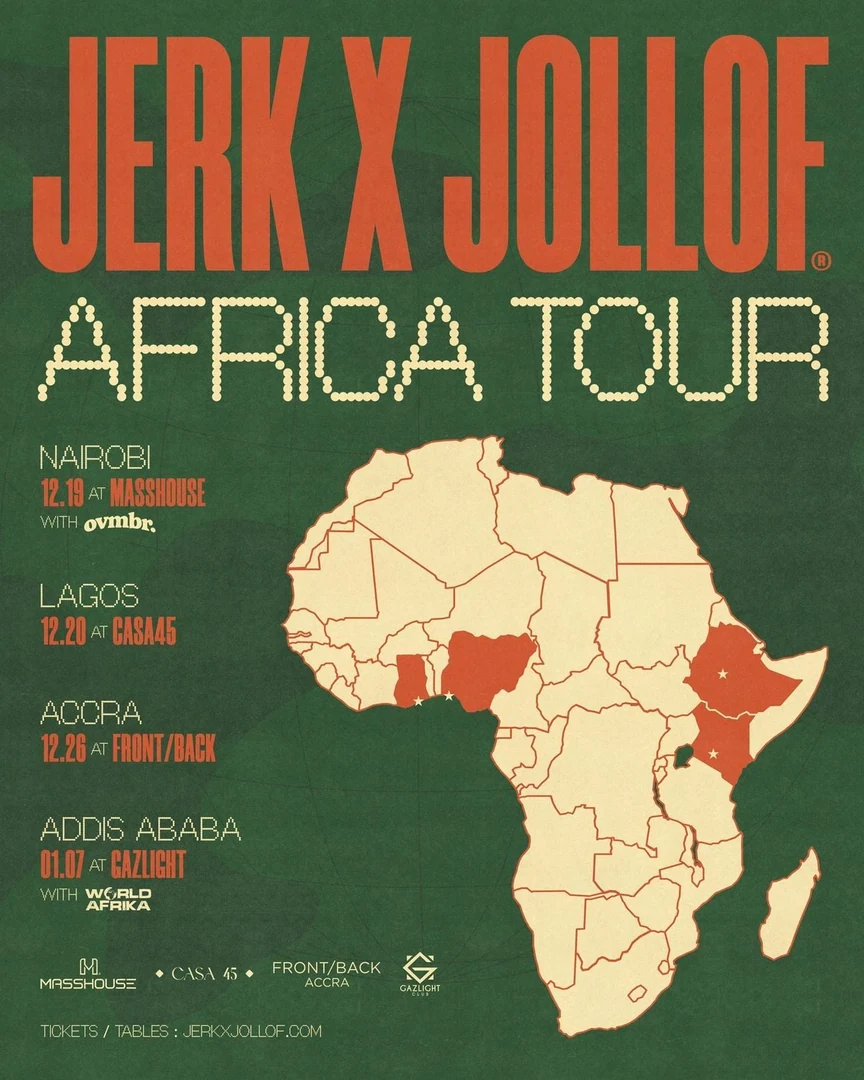 JERK X JOLLOF®
AFRICA TOUR
NAIROBI
12.19 AT MASSHOUSE
WITH ovmbr.
LAGOS
12.20 AT CASA45
ACCRA
12.26 AT FRONT/BACK
ADDIS ABABA
01.07 AT GAZLIGHT
WITH WORLD
AFRIKA
M
MASSHOUSE
CASA 45
FRONT/BACK
ACCRA
GAZLIGHT
CLUB
TICKETS / TABLES : JERKXJOLLOF.COM